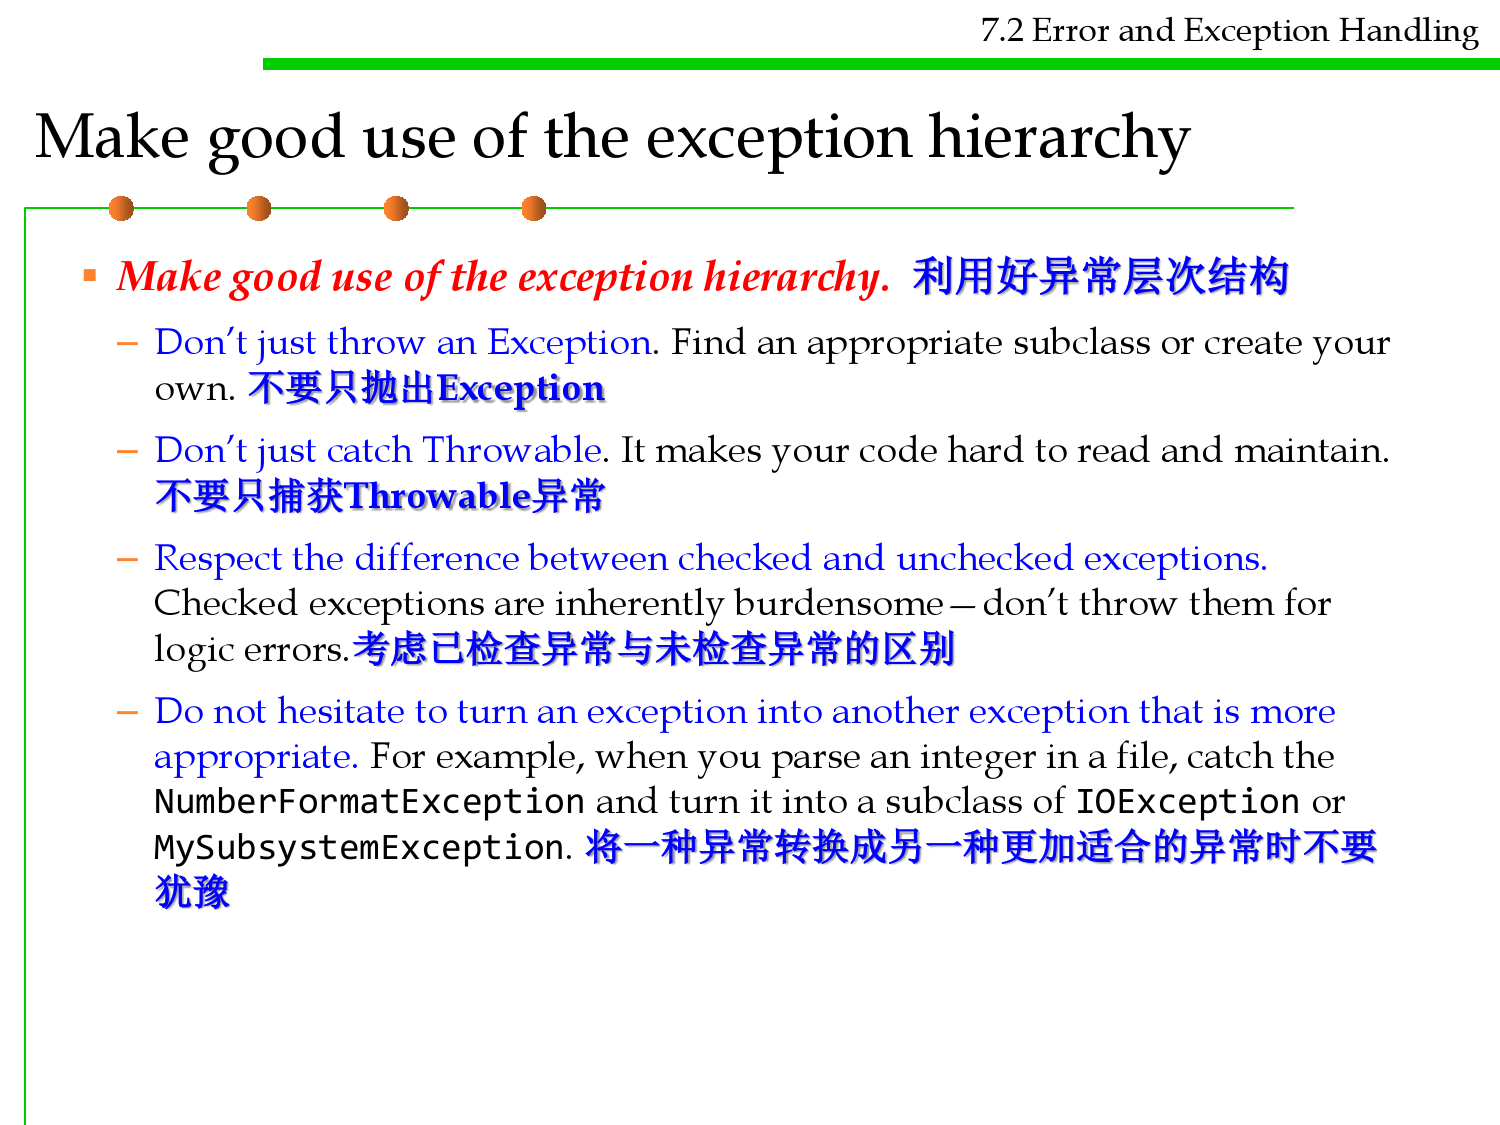 7.2 Error and Exception Handling
Make good use of the exception hierarchy
▪ Make good use of the exception hierarchy. 利用好异常层次结构
– Don’t just throw an Exception. Find an appropriate subclass or create your
own. 不要只抛出Exception
– Don’t just catch Throwable. It makes your code hard to read and maintain.
不要只捕获Throwable异常
– Respect the difference between checked and unchecked exceptions.
Checked exceptions are inherently burdensome—don’t throw them for
logic errors.考虑已检查异常与未检查异常的区别
– Do not hesitate to turn an exception into another exception that is more
appropriate. For example, when you parse an integer in a file, catch the
NumberFormatException and turn it into a subclass of IOException or
MySubsystemException. 将一种异常转换成另一种更加适合的异常时不要
犹豫